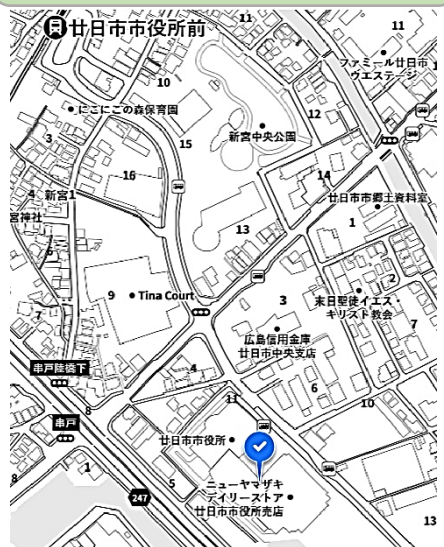 廿日市市役所前
11
11
ファミール廿日市
ヴエステージ
10
にこにこの森保育園
12
新宮中央公園
15
3
16
14
4
新宮1
廿日市市郷土資料室
宮神社
13
1
6
9
Tina Court
3
末日聖徒イエス・
キリスト教会
2
7
7
広島信用金庫
廿日市中央支店
串戸陸橋下
4
6
8
11
10
串戸
廿日市市役所
1
5
8
247
ニューヤマザキ
デイリーストア
廿日市市役所売店
13